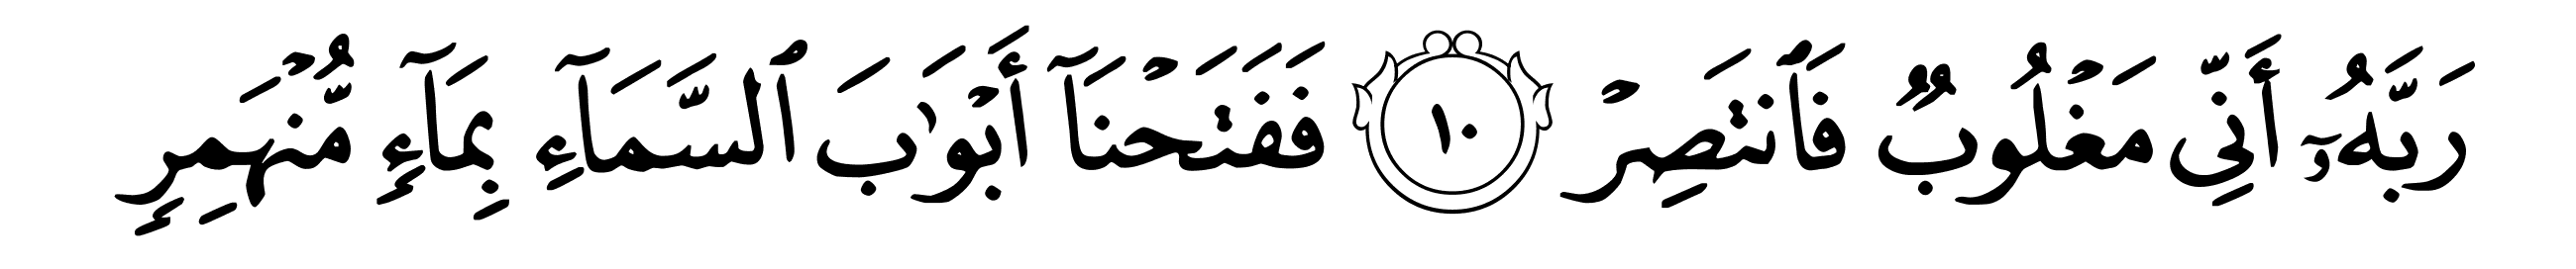 رَبَّهُۥٓ أَنِّى مَغْلُوبٌ فَٱنتَصِرْ ١٠ فَفَتَحْنَآ أَبْوَٰبَ ٱلسَّمَآءِ بِمَآءٍ مُّنْهَمِرٍ